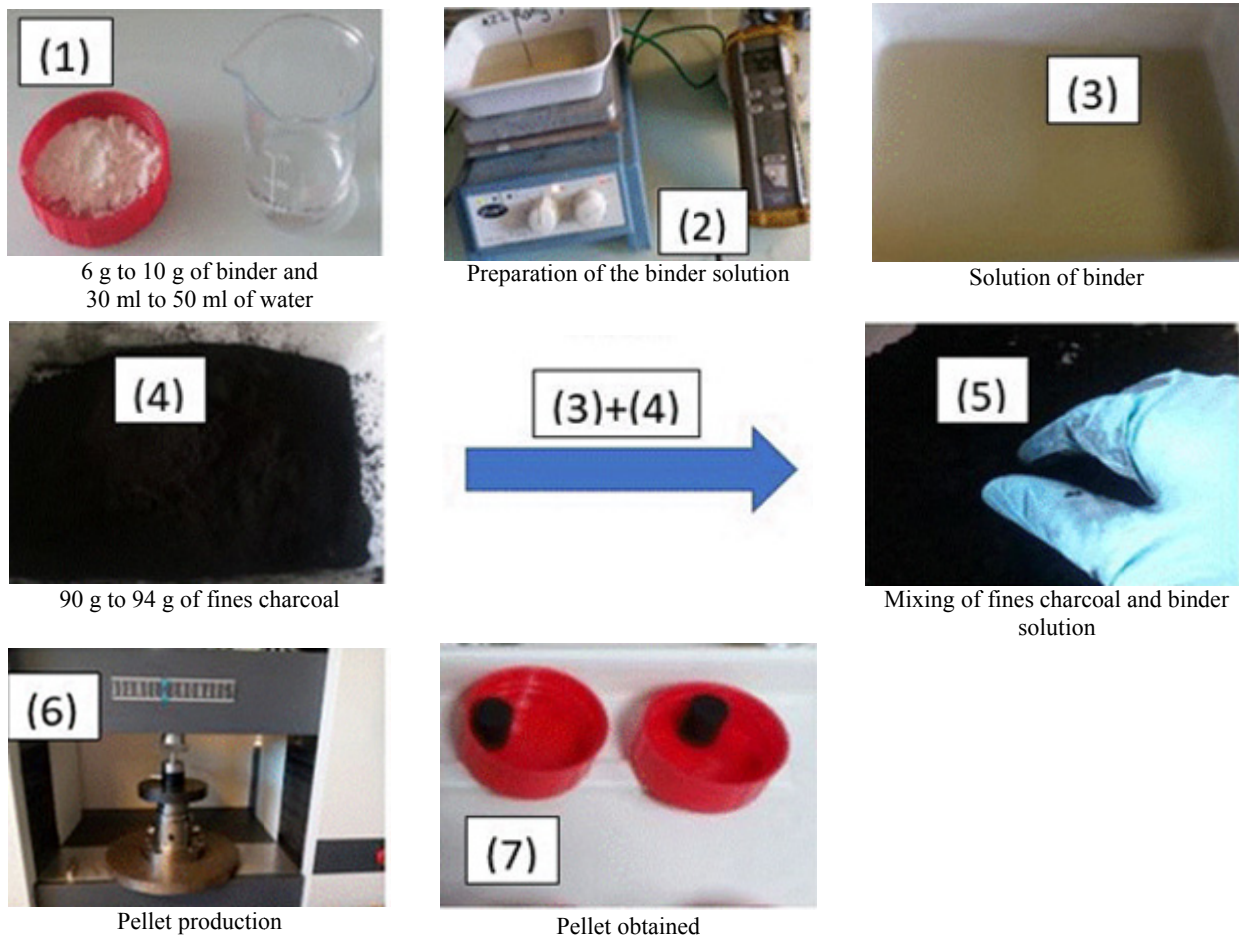 (1)
6 g to 10 g of binder and
30 ml to 50 ml of water
(2)
Preparation of the binder solution
(3)
Solution of binder
(4)
90 g to 94 g of fines charcoal
(3)+(4)
(5)
Mixing of fines charcoal and binder
solution
(6)
Pellet production
(7)
Pellet obtained